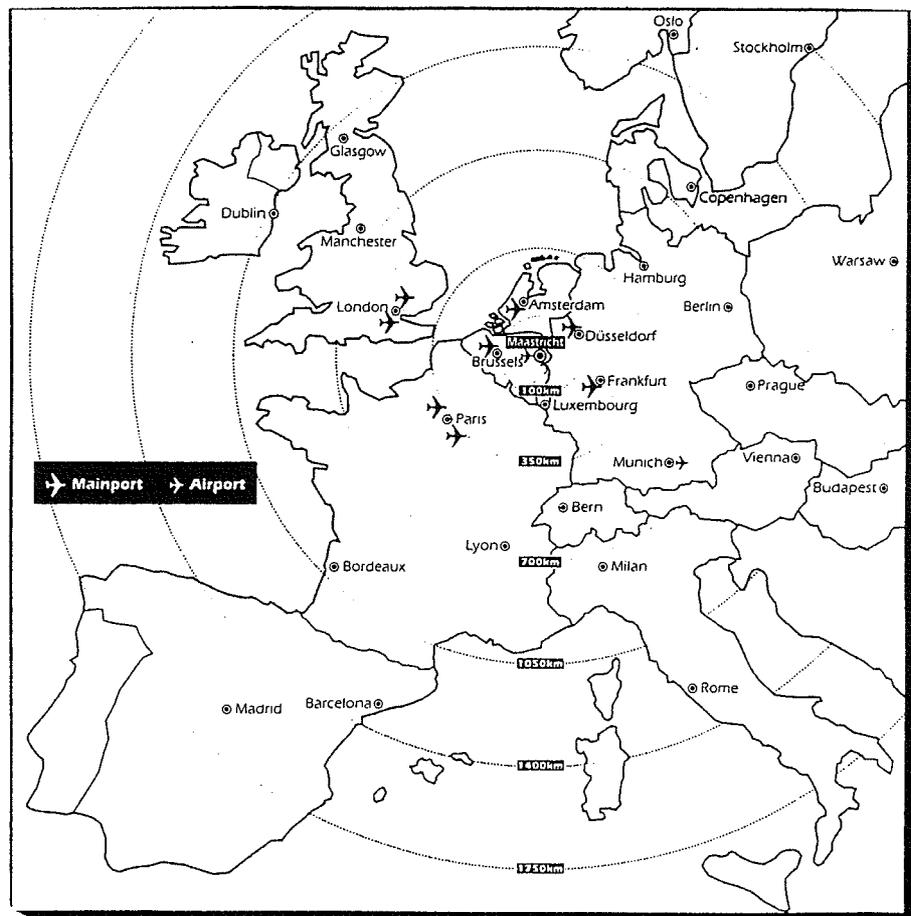 Oslo
Stockholm
Glasgow
Copenhagen
Dublin
Manchester
Warsaw
Hamburg
London
Amsterdam
Berlin
Düsseldorf
Maastricht
Brussels
Frankfurt
Prague
100km
Luxembourg
Paris
350km
Munich
Vienna
Mainport
Airport
Budapest
Bern
Lyon
700km
Bordeaux
Milan
1050km
Rome
Madrid
Barcelona
1400km
1750km